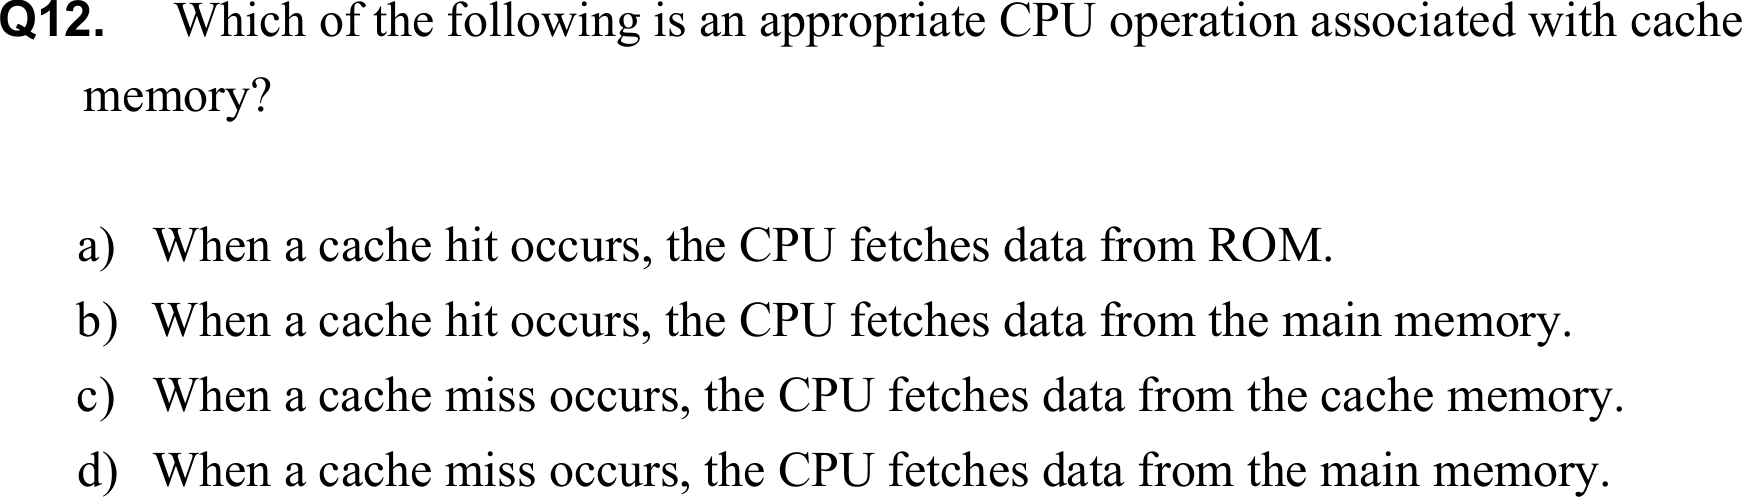 Q12. Which of the following is an appropriate CPU operation associated with cache
memory?
a) When a cache hit occurs, the CPU fetches data from ROM.
b) When a cache hit occurs, the CPU fetches data from the main memory.
c) When a cache miss occurs, the CPU fetches data from the cache memory.
d) When a cache miss occurs, the CPU fetches data from the main memory.